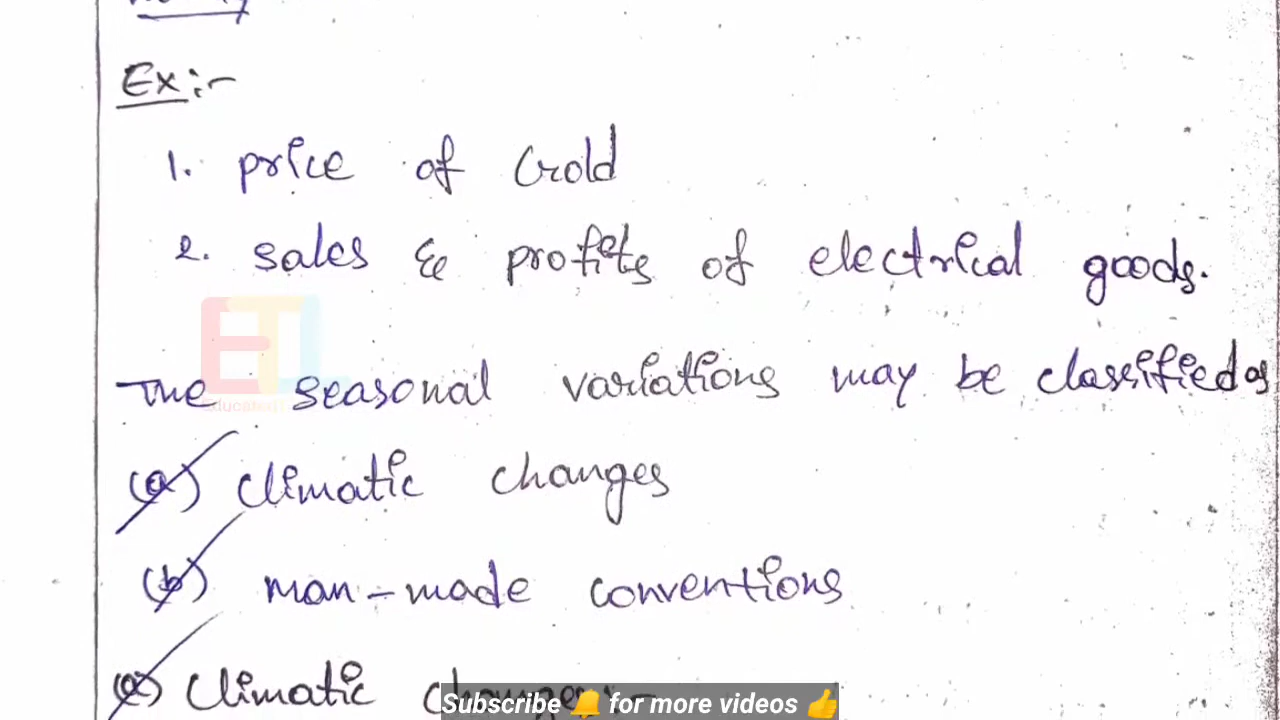 Ex:-
1. price of Gold
2. sales & profits of electrical goods.
The seasonal variations may be classified as
(a) climatic changes
(b) man-made conventions
(a) climatic changes:-
Subscribe 🔔 for more videos 👍